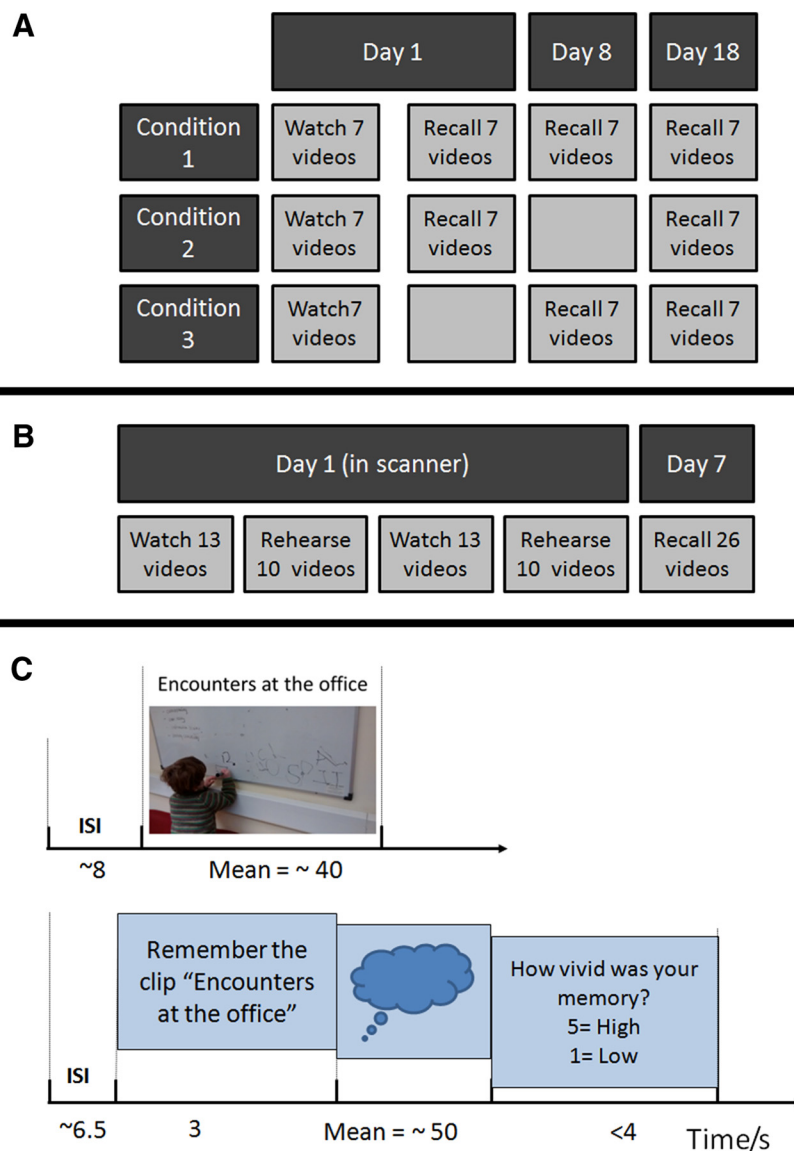 A
Day 1
Day 8
Day 18
Condition
1
Watch 7
videos
Recall 7
videos
Recall 7
videos
Recall 7
videos
Condition
2
Watch 7
videos
Recall 7
videos
Recall 7
videos
Condition
3
Watch7
videos
Recall 7
videos
Recall 7
videos
B
Day 1 (in scanner)
Day 7
Watch 13
videos
Rehearse
10 videos
Watch 13
videos
Rehearse
10 videos
Recall 26
videos
C
Encounters at the office
ISI
~8
Mean = ~ 40
Remember the
clip “Encounters
at the office”
How vivid was your
memory?
5= High
1= Low
ISI
~6.5
3
Mean = ~ 50
<4
Time/s